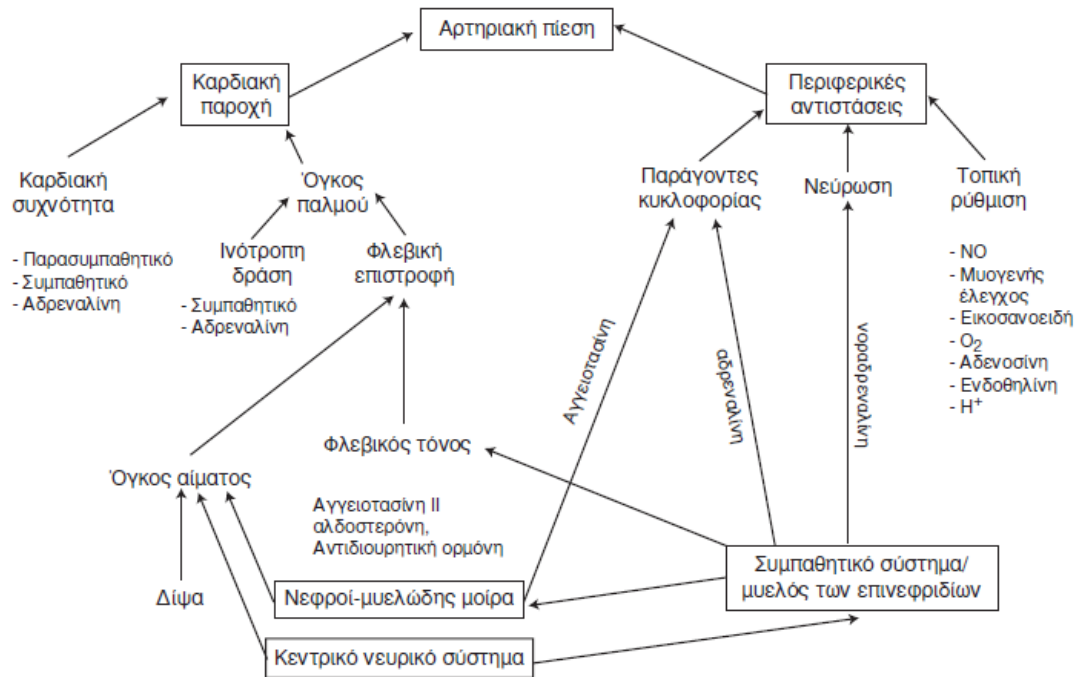 Αρτηριακή πίεση
Καρδιακή
παροχή
Περιφερικές
αντιστάσεις
Καρδιακή
συχνότητα
- Παρασυμπαθητικό
- Συμπαθητικό
- Αδρεναλίνη
Όγκος
παλμού
Ινότροπη
δράση
- Συμπαθητικό
- Αδρεναλίνη
Φλεβική
επιστροφή
Παράγοντες
κυκλοφορίας
Νεύρωση
Τοπική
ρύθμιση
- NO
- Μυογενής
έλεγχος
- Εικοσανοειδή
- O₂
- Αδενοσίνη
- Ενδοθηλίνη
- H⁺
Αγγειοτασίνη
αδρεναλίνη
νοραδρεναλίνη
Φλεβικός τόνος
Όγκος αίματος
Αγγειοτασίνη II
αλδοστερόνη,
Αντιδιουρητική ορμόνη
Δίψα
Νεφροί-μυελώδης μοίρα
Συμπαθητικό σύστημα/
μυελός των επινεφριδίων
Κεντρικό νευρικό σύστημα